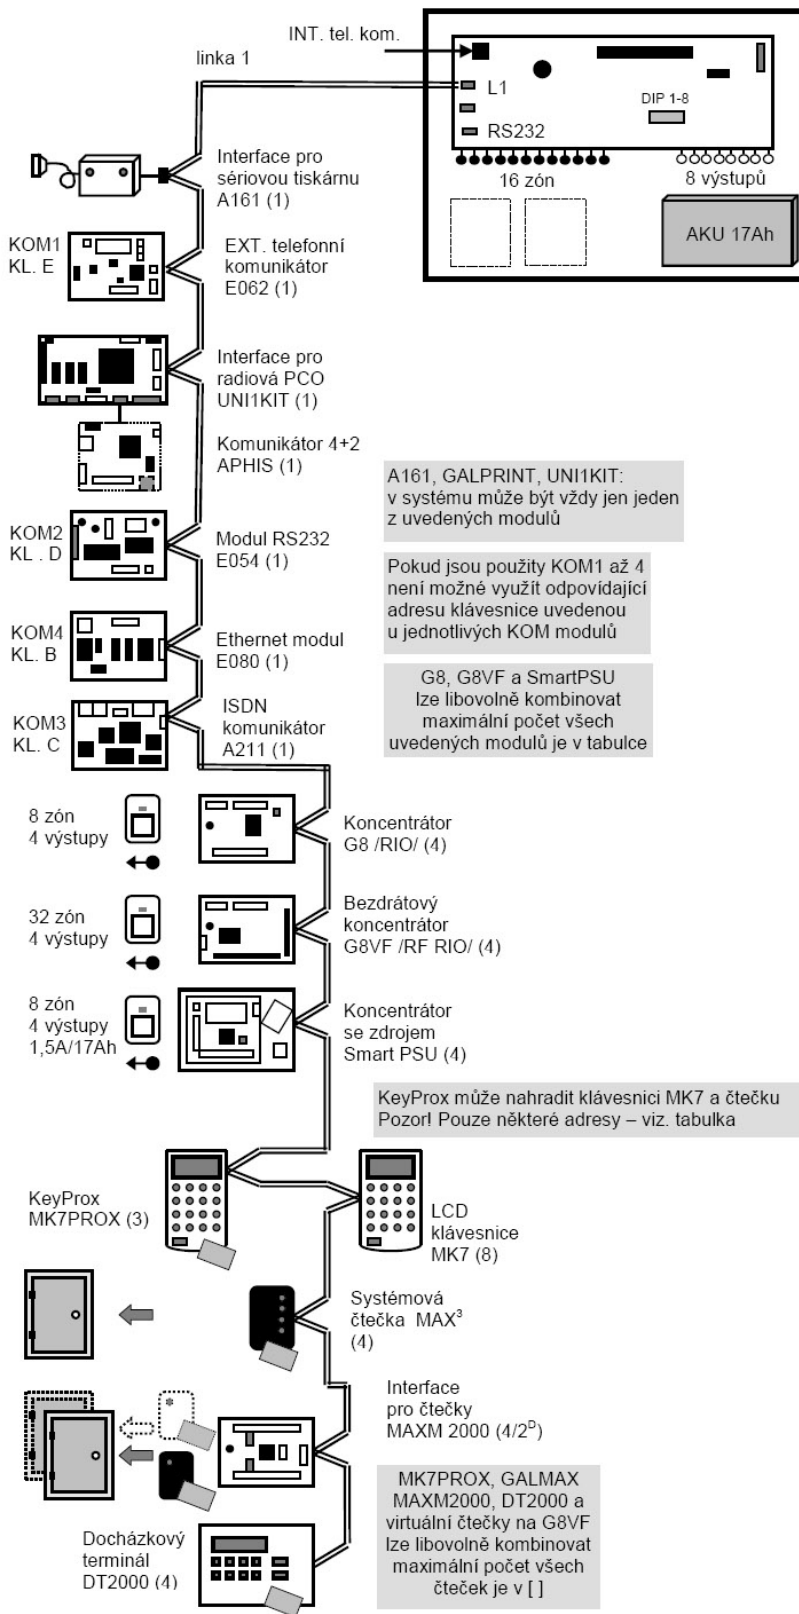 INT. tel. kom.
linka 1
L1
DIP 1-8
RS232
16 zón
8 výstupů
AKU 17Ah
Interface pro
sériovou tiskárnu
A161 (1)
KOM1
KL. E
EXT. telefonní
komunikátor
E062 (1)
Interface pro
radiová PCO
UNI1KIT (1)
Komunikátor 4+2
APHIS (1)
A161, GALPRINT, UNI1KIT:
v systému může být vždy jen jeden
z uvedených modulů
KOM2
KL . D
Modul RS232
E054 (1)
Pokud jsou použity KOM1 až 4
není možné využít odpovídající
adresu klávesnice uvedenou
u jednotlivých KOM modulů
KOM4
KL. B
Ethernet modul
E080 (1)
G8, G8VF a SmartPSU
lze libovolně kombinovat
maximální počet všech
uvedených modulů je v tabulce
KOM3
KL. C
ISDN
komunikátor
A211 (1)
8 zón
4 výstupy
Koncentrátor
G8 /RIO/ (4)
32 zón
4 výstupy
Bezdrátový
koncentrátor
G8VF /RF RIO/ (4)
8 zón
4 výstupy
1,5A/17Ah
Koncentrátor
se zdrojem
Smart PSU (4)
KeyProx může nahradit klávesnici MK7 a čtečku
Pozor! Pouze některé adresy – viz. tabulka
KeyProx
MK7PROX (3)
LCD
klávesnice
MK7 (8)
Systémová
čtečka MAX³
(4)
Interface
pro čtečky
MAXM 2000 (4/2ᴰ)
MK7PROX, GALMAX
MAXM2000, DT2000 a
virtuální čtečky na G8VF
lze libovolně kombinovat
maximální počet všech
čteček je v [ ]
Docházkový
terminál
DT2000 (4)